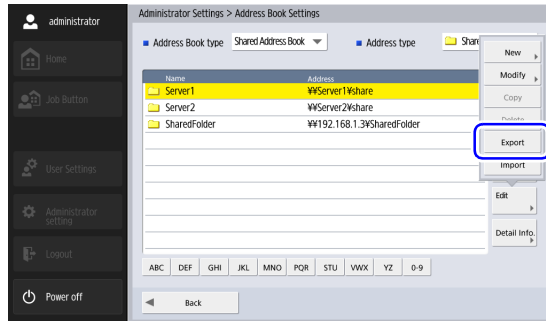 administrator
Home
Job Button
User Settings
Administrator
setting
Logout
Power off
Administrator Settings > Address Book Settings
Address Book type
Shared Address Book
Address type
Share
Name
Address
Server1
¥¥Server1¥share
Server2
¥¥Server2¥share
SharedFolder
¥¥192.168.1.3¥SharedFolder
New
Modify
Copy
Delete
Export
Import
Edit
Detail Info.
ABC
DEF
GHI
JKL
MNO
PQR
STU
VWX
YZ
0-9
Back